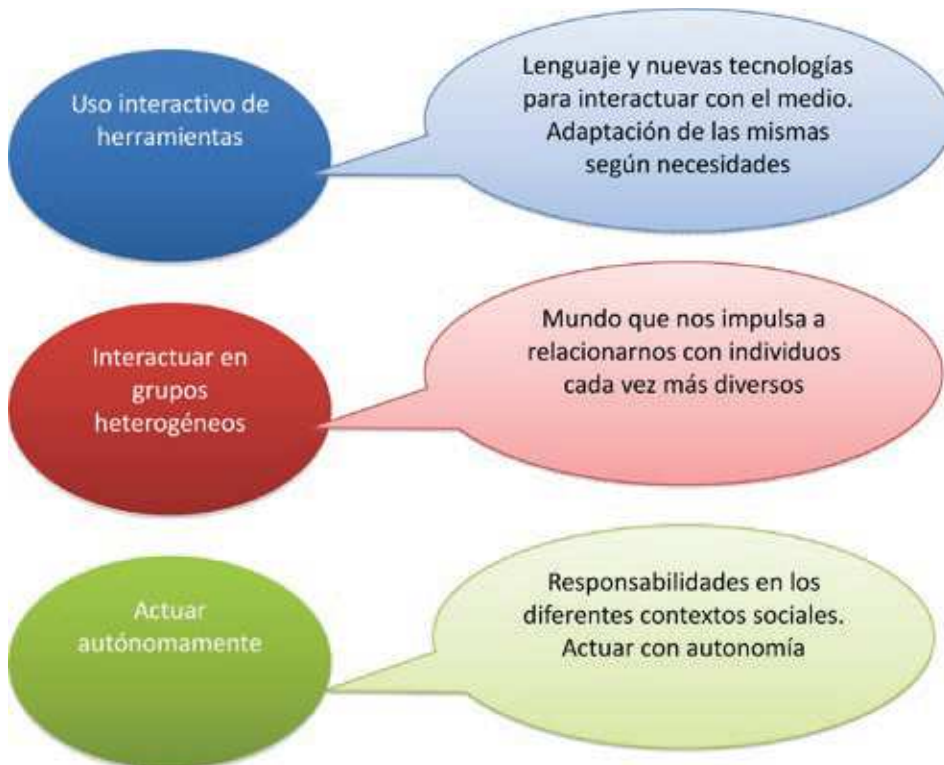 Uso interactivo de
herramientas
Lenguaje y nuevas tecnologías
para interactuar con el medio.
Adaptación de las mismas
según necesidades
Interactuar en
grupos
heterogéneos
Mundo que nos impulsa a
relacionarnos con individuos
cada vez más diversos
Actuar
autónomamente
Responsabilidades en los
diferentes contextos sociales.
Actuar con autonomía